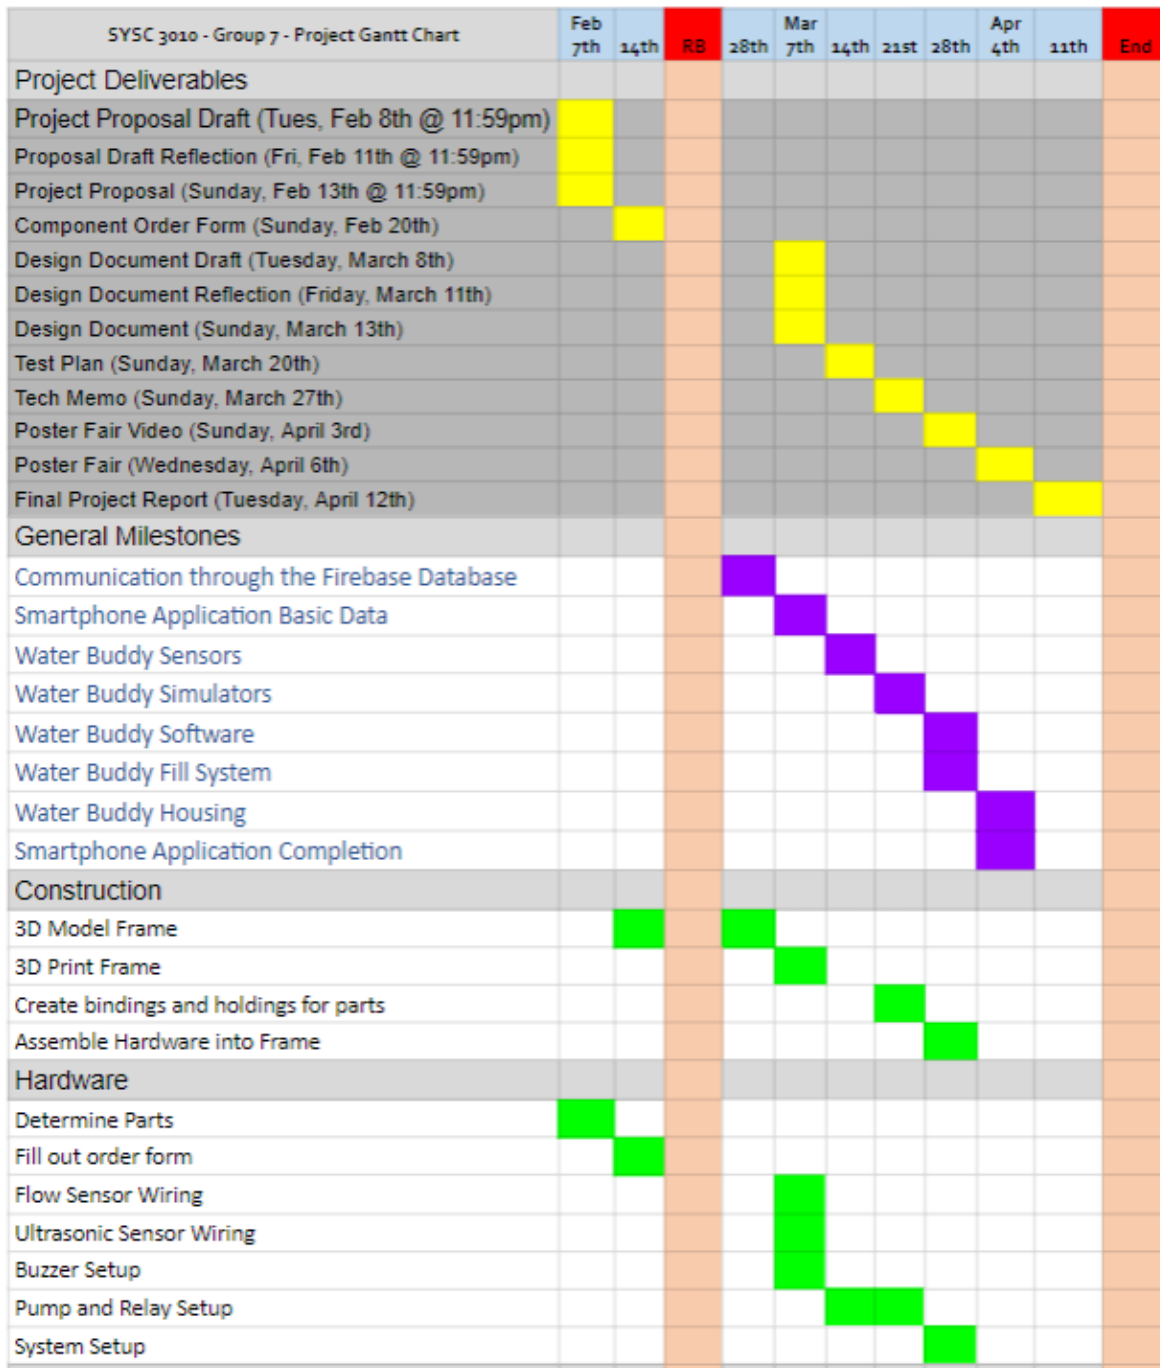 SYSC 3010 - Group 7 - Project Gantt Chart
Feb 7th 14th RB 28th Mar 7th 14th 21st 28th Apr 4th 11th End
Project Deliverables
Project Proposal Draft (Tues, Feb 8th @ 11:59pm)
Proposal Draft Reflection (Fri, Feb 11th @ 11:59pm)
Project Proposal (Sunday, Feb 13th @ 11:59pm)
Component Order Form (Sunday, Feb 20th)
Design Document Draft (Tuesday, March 8th)
Design Document Reflection (Friday, March 11th)
Design Document (Sunday, March 13th)
Test Plan (Sunday, March 20th)
Tech Memo (Sunday, March 27th)
Poster Fair Video (Sunday, April 3rd)
Poster Fair (Wednesday, April 6th)
Final Project Report (Tuesday, April 12th)
General Milestones
Communication through the Firebase Database
Smartphone Application Basic Data
Water Buddy Sensors
Water Buddy Simulators
Water Buddy Software
Water Buddy Fill System
Water Buddy Housing
Smartphone Application Completion
Construction
3D Model Frame
3D Print Frame
Create bindings and holdings for parts
Assemble Hardware into Frame
Hardware
Determine Parts
Fill out order form
Flow Sensor Wiring
Ultrasonic Sensor Wiring
Buzzer Setup
Pump and Relay Setup
System Setup